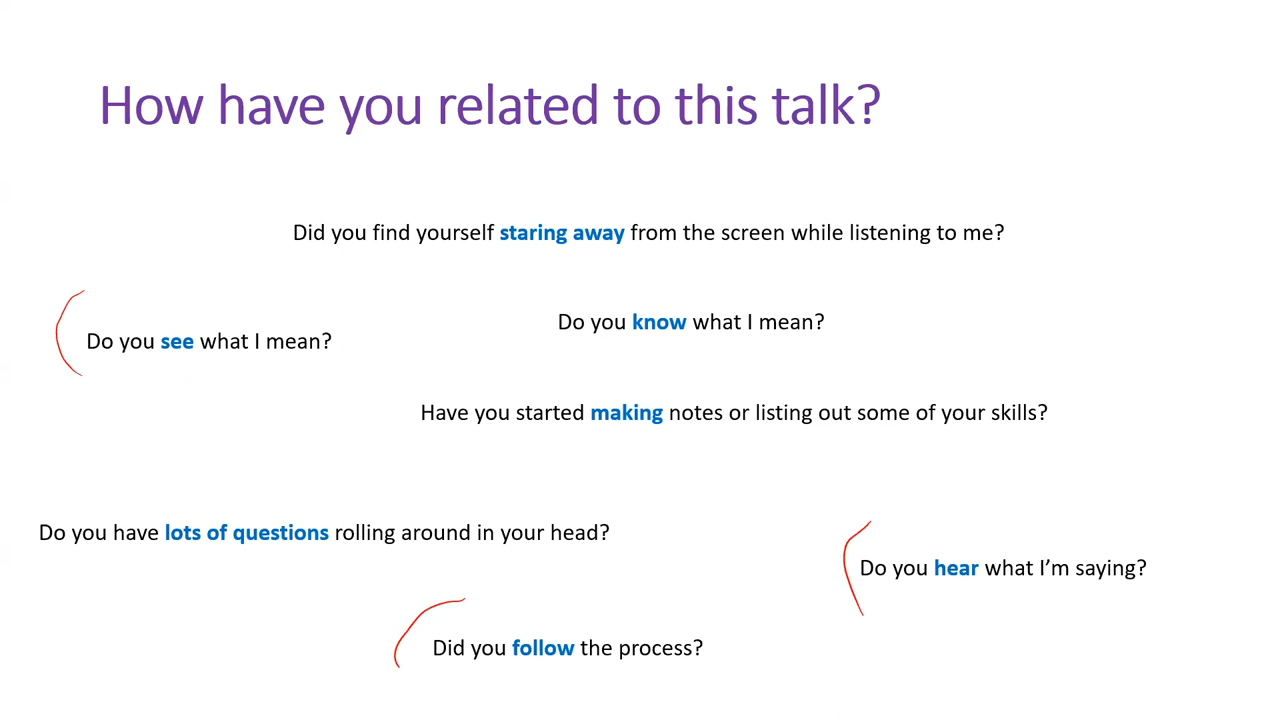 How have you related to this talk?
Did you find yourself staring away from the screen while listening to me?
Do you know what I mean?
Do you see what I mean?
Have you started making notes or listing out some of your skills?
Do you have lots of questions rolling around in your head?
Do you hear what I’m saying?
Did you follow the process?